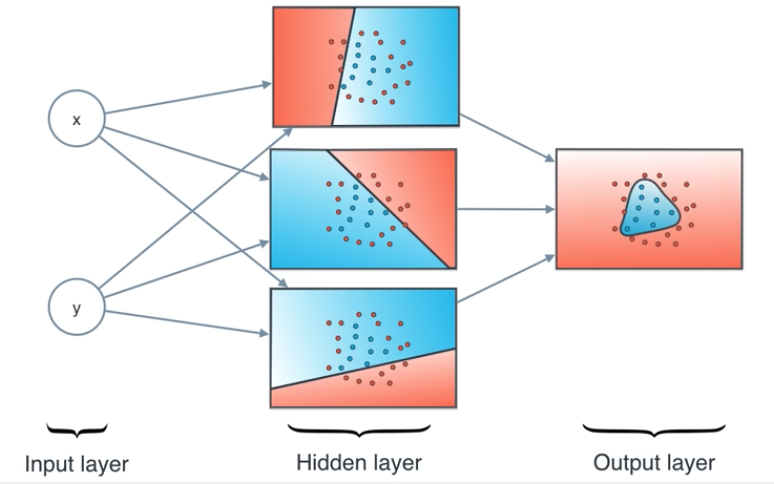 x
y
Input layer
Hidden layer
Output layer